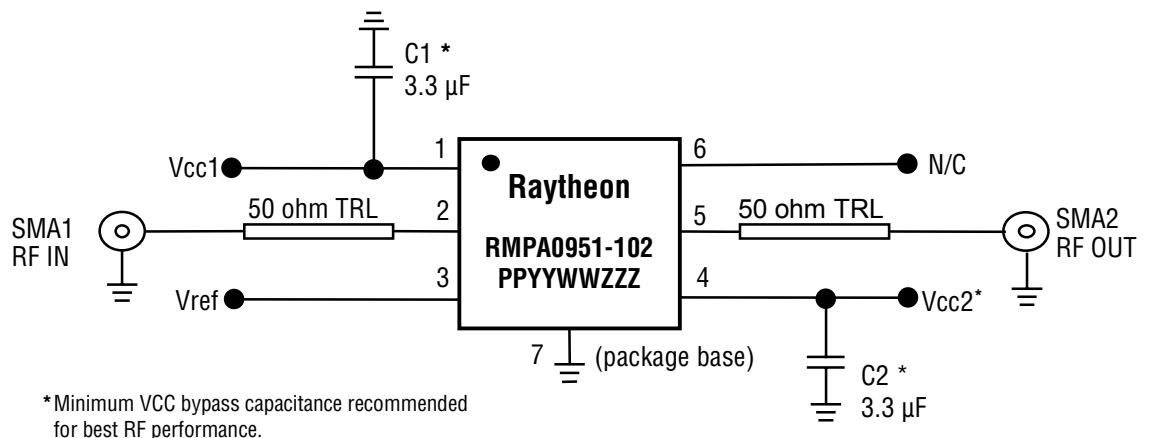 C1 *
3.3 µF
1
6
Vcc1
N/C
Raytheon
SMA1
RF IN
50 ohm TRL
2
5
50 ohm TRL
SMA2
RF OUT
RMPA0951-102
PPYYWWZZZ
3
4
Vref
Vcc2*
7
(package base)
C2 *
3.3 µF
*Minimum VCC bypass capacitance recommended
for best RF performance.